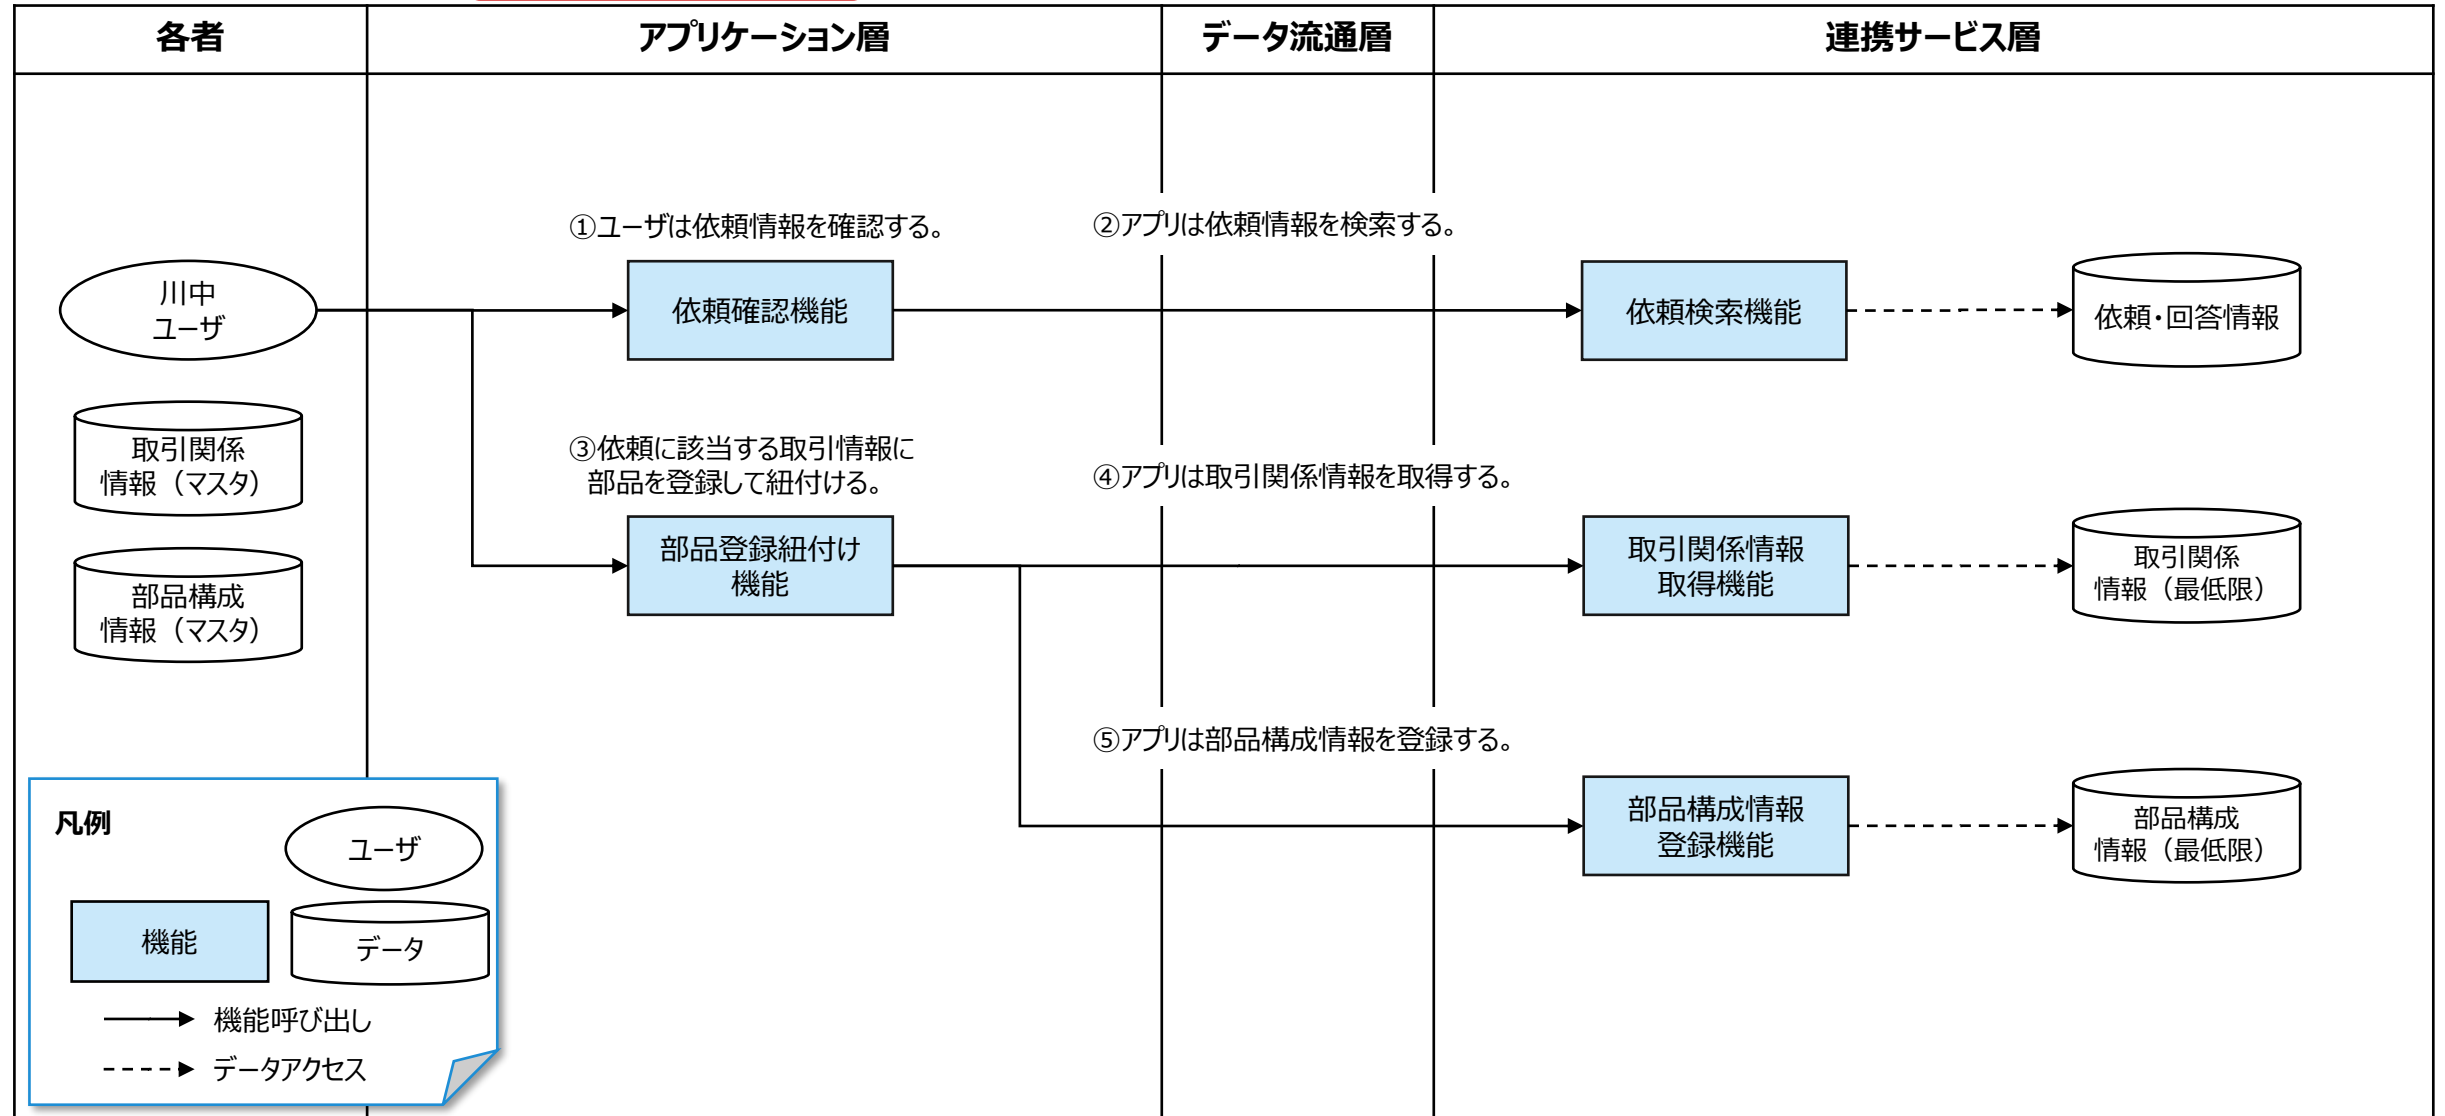 各者
アプリケーション層
データ流通層
連携サービス層
①ユーザは依頼情報を確認する。
②アプリは依頼情報を検索する。
川中
ユーザ
依頼確認機能
依頼検索機能
依頼・回答情報
取引関係
情報（マスタ）
③依頼に該当する取引情報に
部品を登録して紐付ける。
④アプリは取引関係情報を取得する。
部品登録紐付け
機能
取引関係情報
取得機能
取引関係
情報（最低限）
部品構成
情報（マスタ）
⑤アプリは部品構成情報を登録する。
部品構成情報
登録機能
部品構成
情報（最低限）
凡例
ユーザ
機能
データ
機能呼び出し
データアクセス